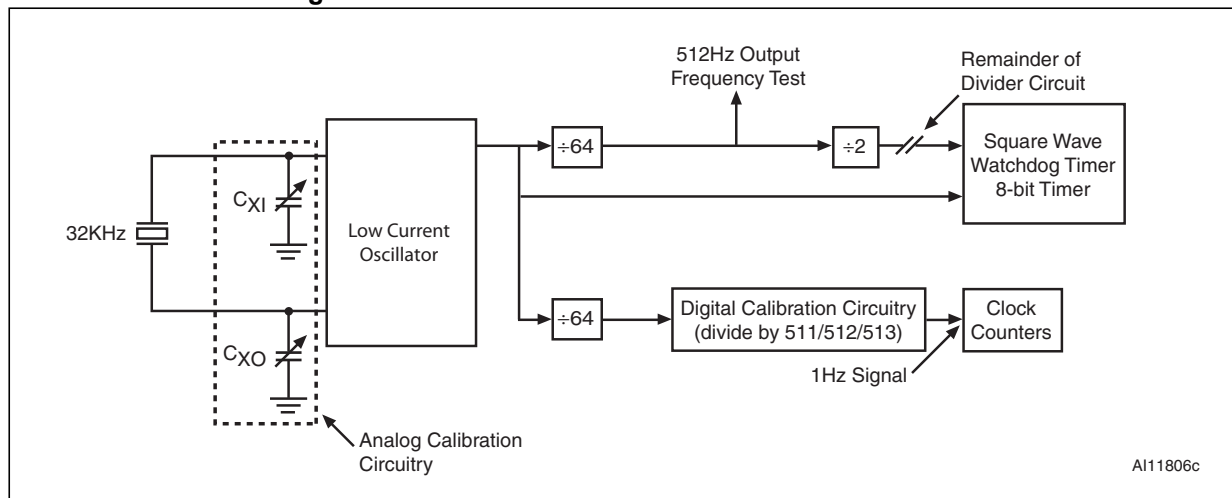 512Hz Output
Frequency Test
Remainder of
Divider Circuit
÷64
÷2
Square Wave
Watchdog Timer
8-bit Timer
CXI
32KHz
Low Current
Oscillator
CXO
÷64
Digital Calibration Circuitry
(divide by 511/512/513)
Clock
Counters
1Hz Signal
Analog Calibration
Circuitry
AI11806c